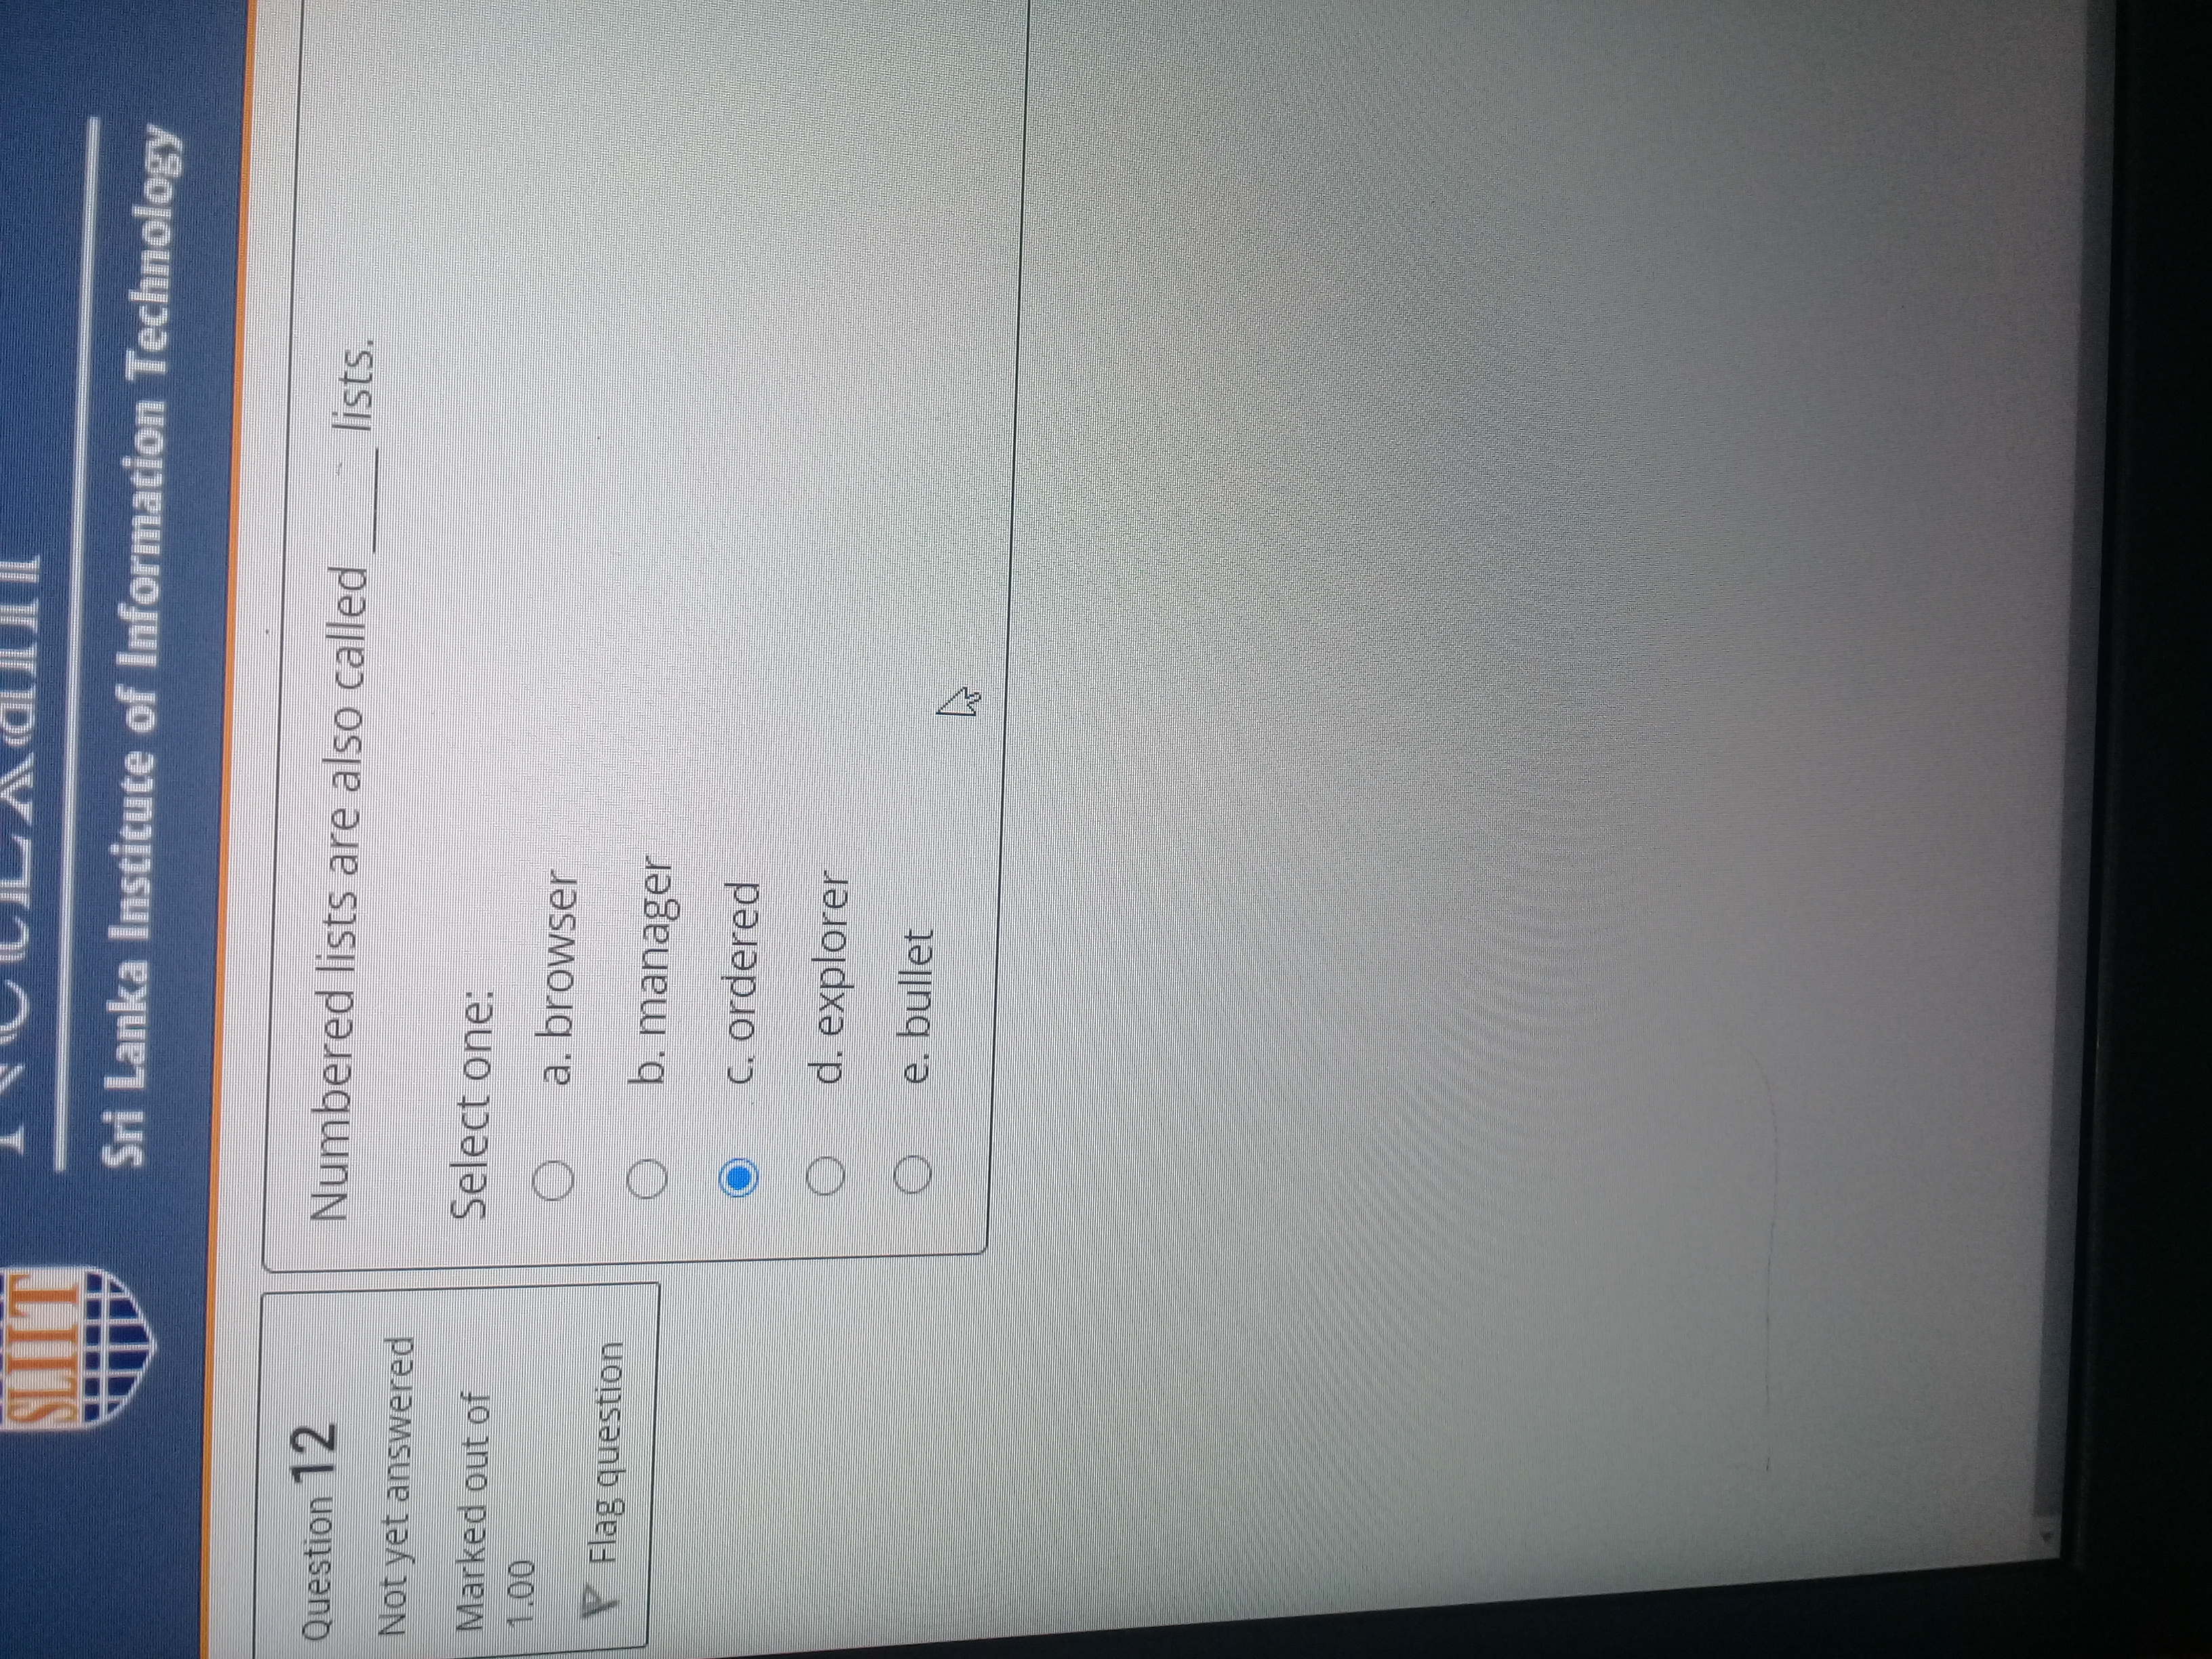 SLIIT
NetExam
Sri Lanka Institute of Information Technology
Question 12
Not yet answered
Marked out of
1.00
Flag question
Numbered lists are also called _____ lists.
Select one:
a. browser
b. manager
c. ordered
d. explorer
e. bullet